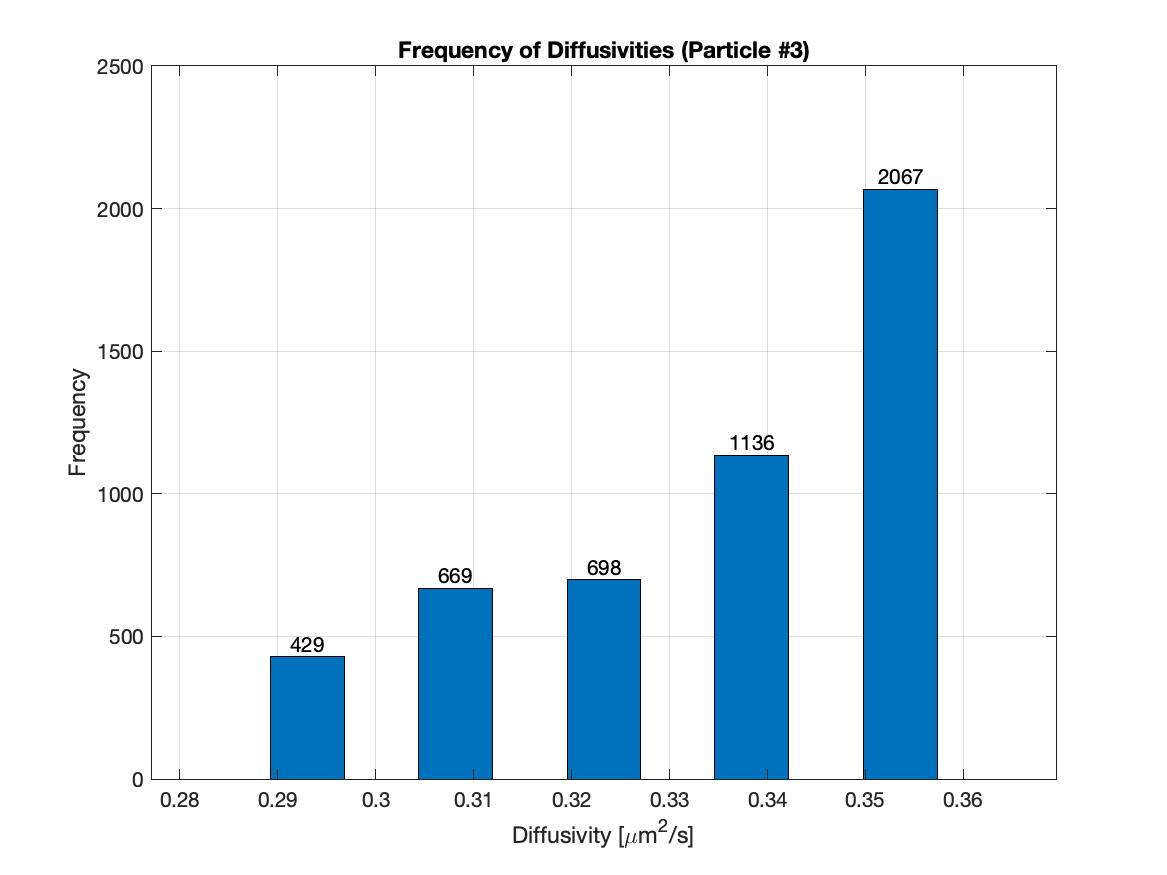 Frequency of Diffusivities (Particle #3)
2500
2000
1500
1000
500
0
Frequency
429
669
698
1136
2067
0.28 0.29 0.3 0.31 0.32 0.33 0.34 0.35 0.36
Diffusivity [μm²/s]